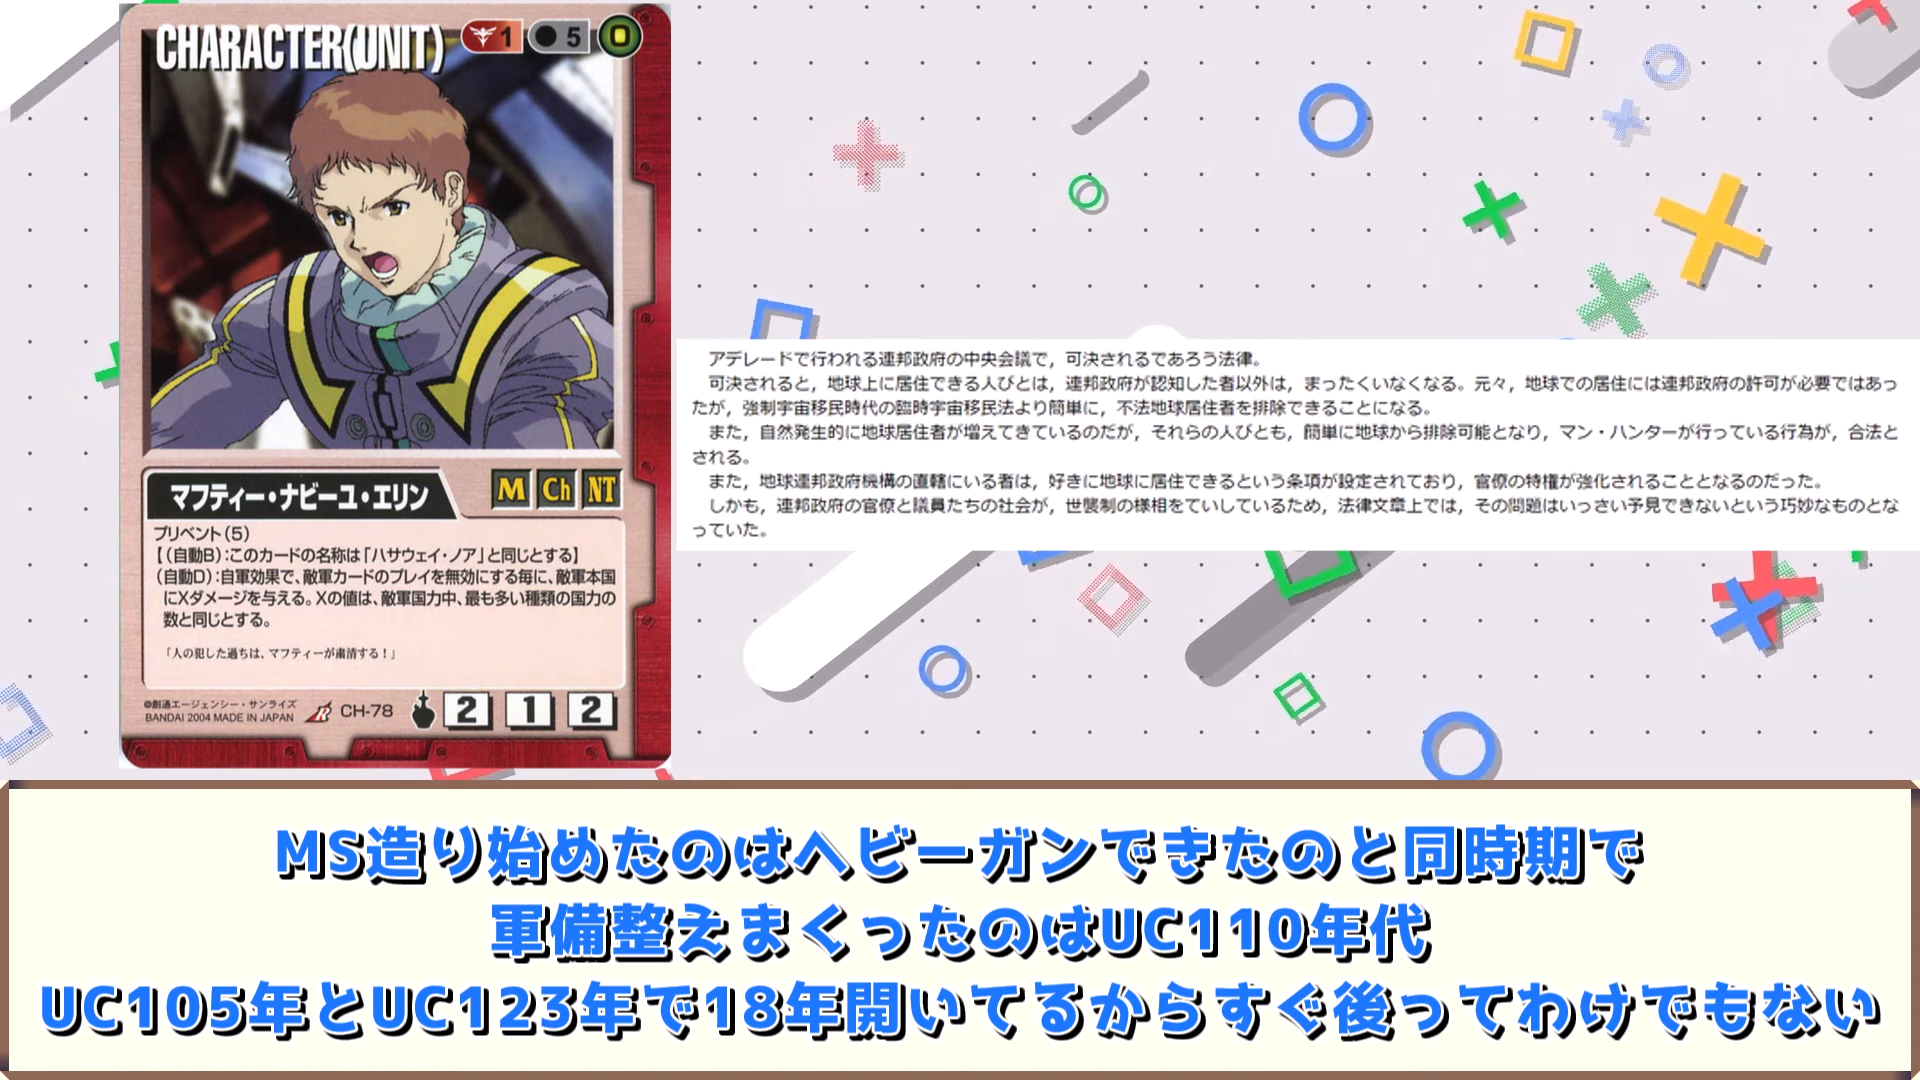 CHARACTER(UNIT)
1
5
マフティー・ナビーユ・エリン
M Ch NT
プリベント(5)
【(自動B):このカードの名称は「ハサウェイ・ノア」と同じとする】
(自動D):自軍効果で、敵軍カードのプレイを無効にする毎に、敵軍本国
にXダメージを与える。Xの値は、敵軍国力中、最も多い種類の国力の
数と同じとする。
「人の犯した過ちは、マフティーが粛清する!」
©創通エージェンシー・サンライズ
BANDAI 2004 MADE IN JAPAN
R CH-78
2 1 2
アデレードで行われる連邦政府の中央会議で，可決されるであろう法律。
可決されると，地球上に居住できる人びとは，連邦政府が認知した者以外は，まったくいなくなる。元々，地球での居住には連邦政府の許可が必要ではあっ
たが，強制宇宙移民時代の臨時宇宙移民法より簡単に，不法地球居住者を排除できることになる。
また，自然発生的に地球居住者が増えてきているのだが，それらの人びとも，簡単に地球から排除可能となり，マン・ハンターが行っている行為が，合法と
される。
また，地球連邦政府機構の直轄にいる者は，好きに地球に居住できるという条項が設定されており，官僚の特権が強化されることとなるのだった。
しかも，連邦政府の官僚と議員たちの社会が，世襲制の様相をていしているため，法律文章上では，その問題はいっさい予見できないという巧妙なものとな
っていた。
MS造り始めたのはヘビーガンできたのと同時期で
軍備整えまくったのはUC110年代
UC105年とUC123年で18年開いてるからすぐ後ってわけでもない